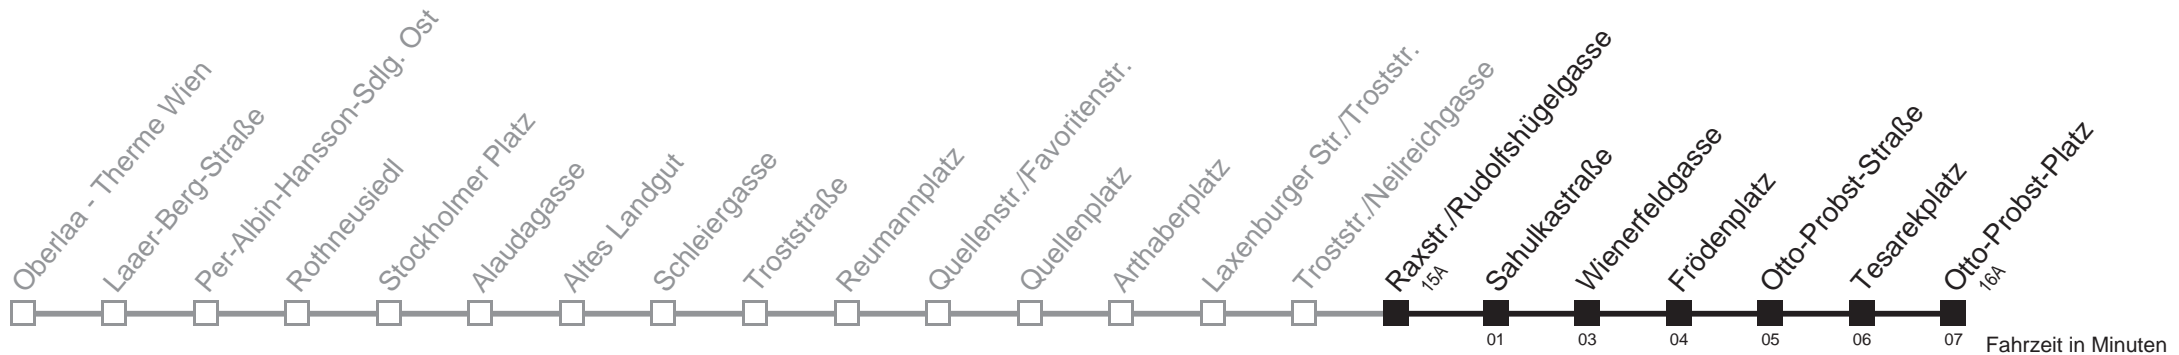 Oberlaa - Therme Wien
Laaer-Berg-Straße
Per-Albin-Hansson-Sdlg. Ost
Rothneusiedl
Stockholmer Platz
Alaudagasse
Altes Landgut
Schleiergasse
Troststraße
Reumannplatz
Quellenstr./Favoritenstr.
Quellenplatz
Arthaberplatz
Laxenburger Str./Troststr.
Troststr./Neilreichgasse
Raxstr./Rudolfshügelgasse
15A
Sahulkastraße
Wienerfeldgasse
Frödenplatz
Otto-Probst-Straße
Tesarekplatz
Otto-Probst-Platz
16A
01 03 04 05 06 07
Fahrzeit in Minuten